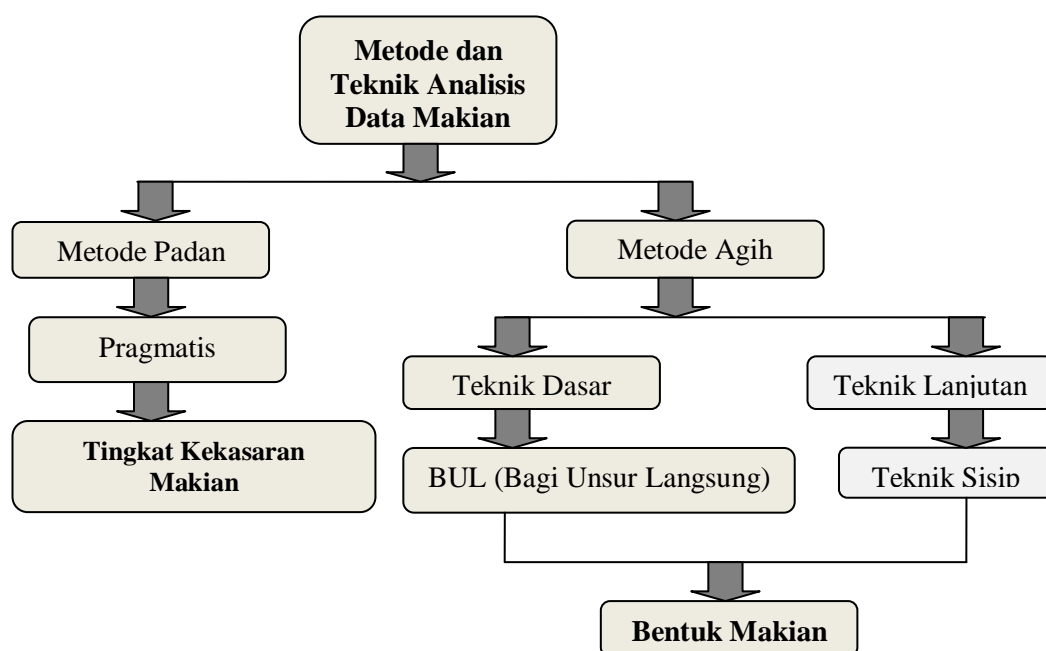 Metode dan
Teknik Analisis
Data Makian
Metode Padan
Metode Agih
Pragmatis
Teknik Dasar
Teknik Lanjutan
Tingkat Kekasaran
Makian
BUL (Bagi Unsur Langsung)
Teknik Sisip
Bentuk Makian